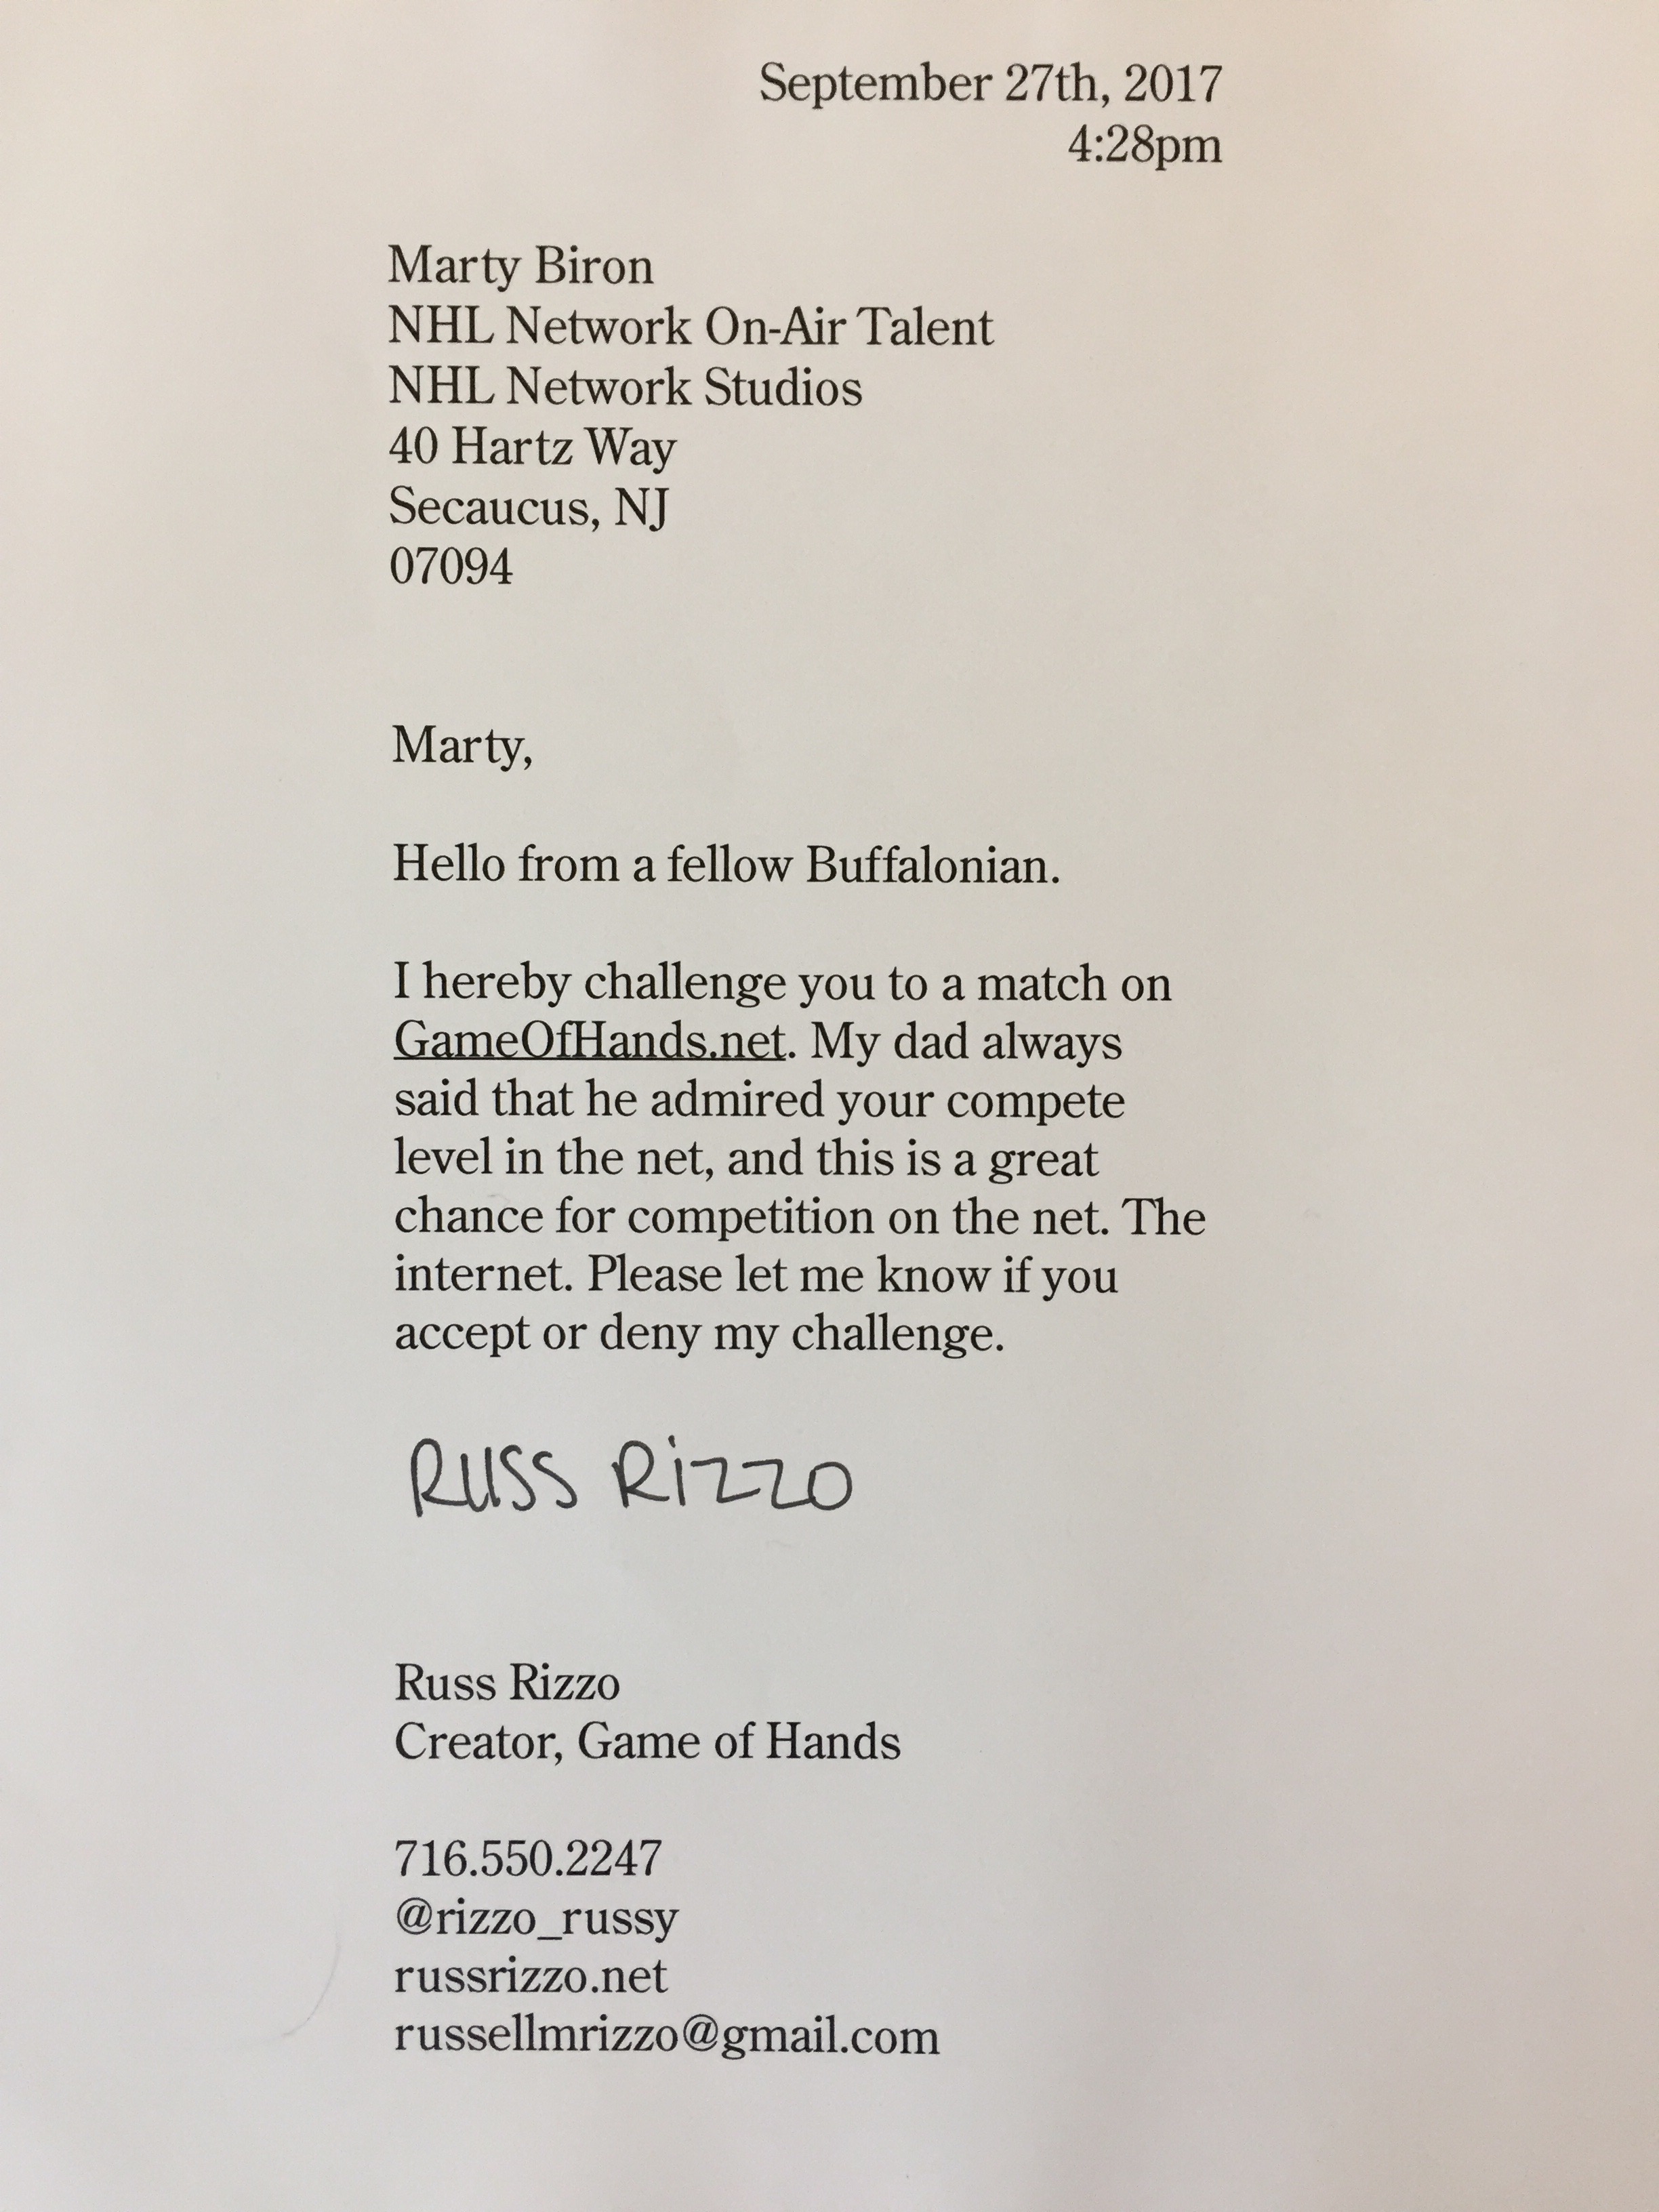 September 27th, 2017
4:28pm
Marty Biron
NHL Network On-Air Talent
NHL Network Studios
40 Hartz Way
Secaucus, NJ
07094
Marty,
Hello from a fellow Buffalonian.
I hereby challenge you to a match on
GameOfHands.net. My dad always
said that he admired your compete
level in the net, and this is a great
chance for competition on the net. The
internet. Please let me know if you
accept or deny my challenge.
RUSS RiZZO
Russ Rizzo
Creator, Game of Hands
716.550.2247
@rizzo_russy
russrizzo.net
russellmrizzo@gmail.com